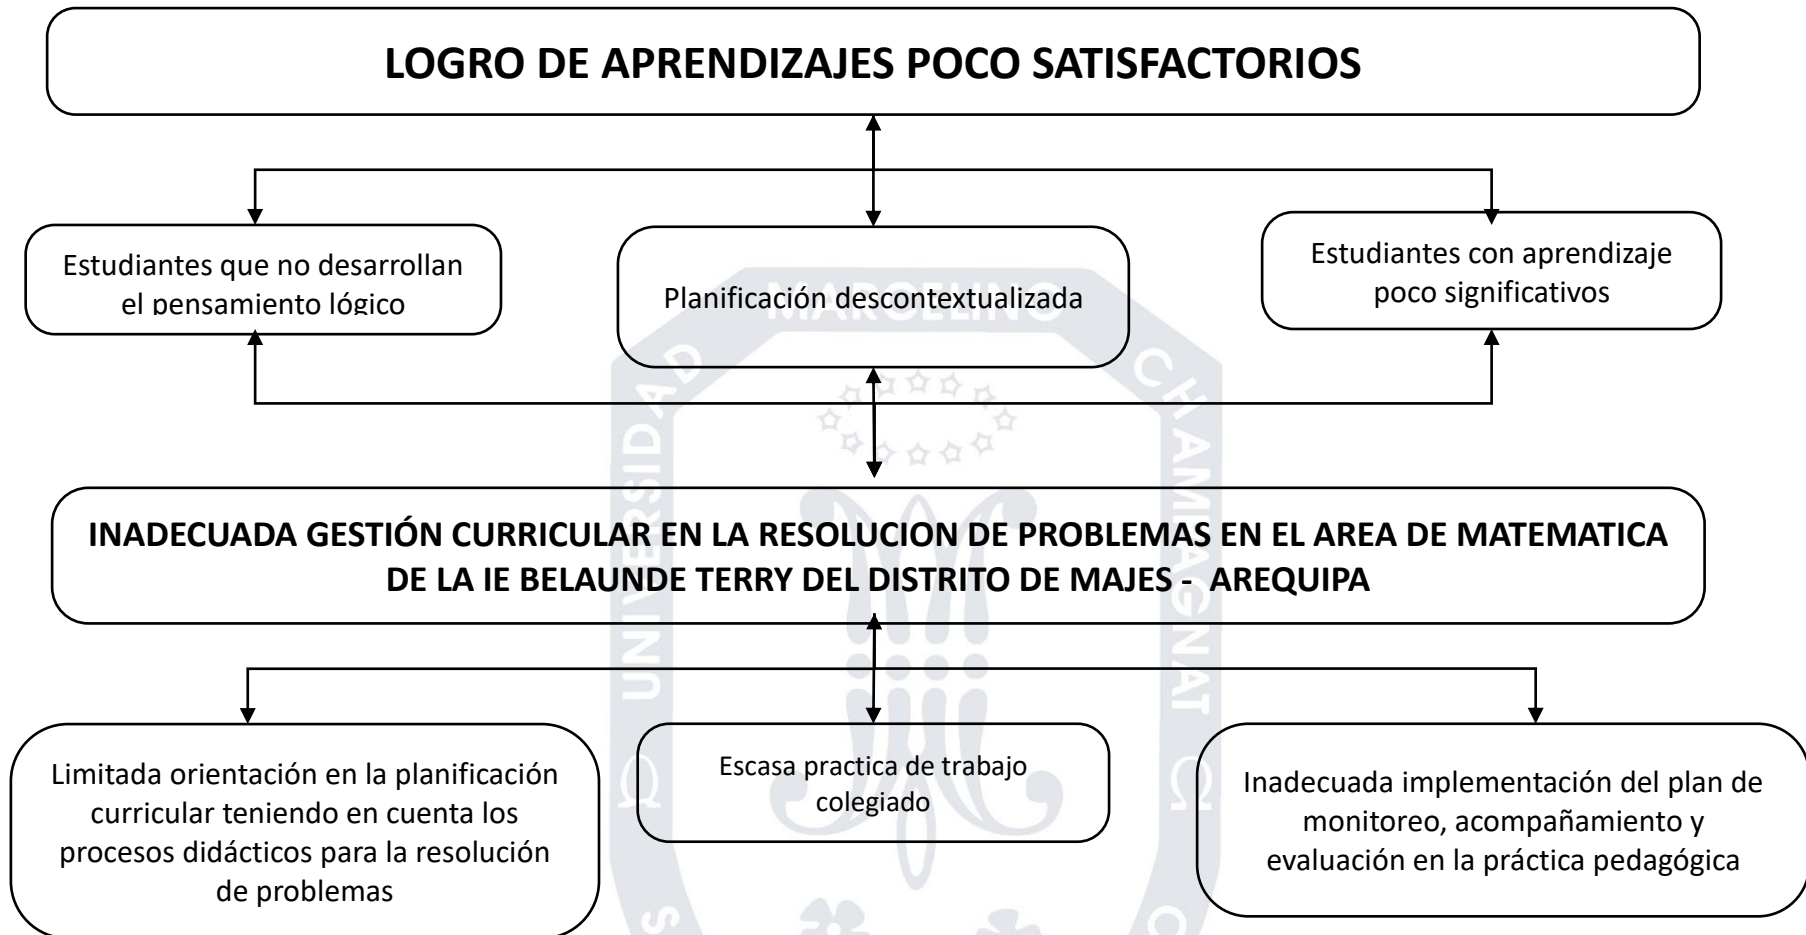 LOGRO DE APRENDIZAJES POCO SATISFACTORIOS
Estudiantes que no desarrollan
el pensamiento lógico
Planificación descontextualizada
Estudiantes con aprendizaje
poco significativos
INADECUADA GESTIÓN CURRICULAR EN LA RESOLUCION DE PROBLEMAS EN EL AREA DE MATEMATICA
DE LA IE BELAUNDE TERRY DEL DISTRITO DE MAJES - AREQUIPA
Limitada orientación en la planificación
curricular teniendo en cuenta los
procesos didácticos para la resolución
de problemas
Escasa practica de trabajo
colegiado
Inadecuada implementación del plan de
monitoreo, acompañamiento y
evaluación en la práctica pedagógica
UNIVERSIDAD MARCELINO CHAMPAGNAT